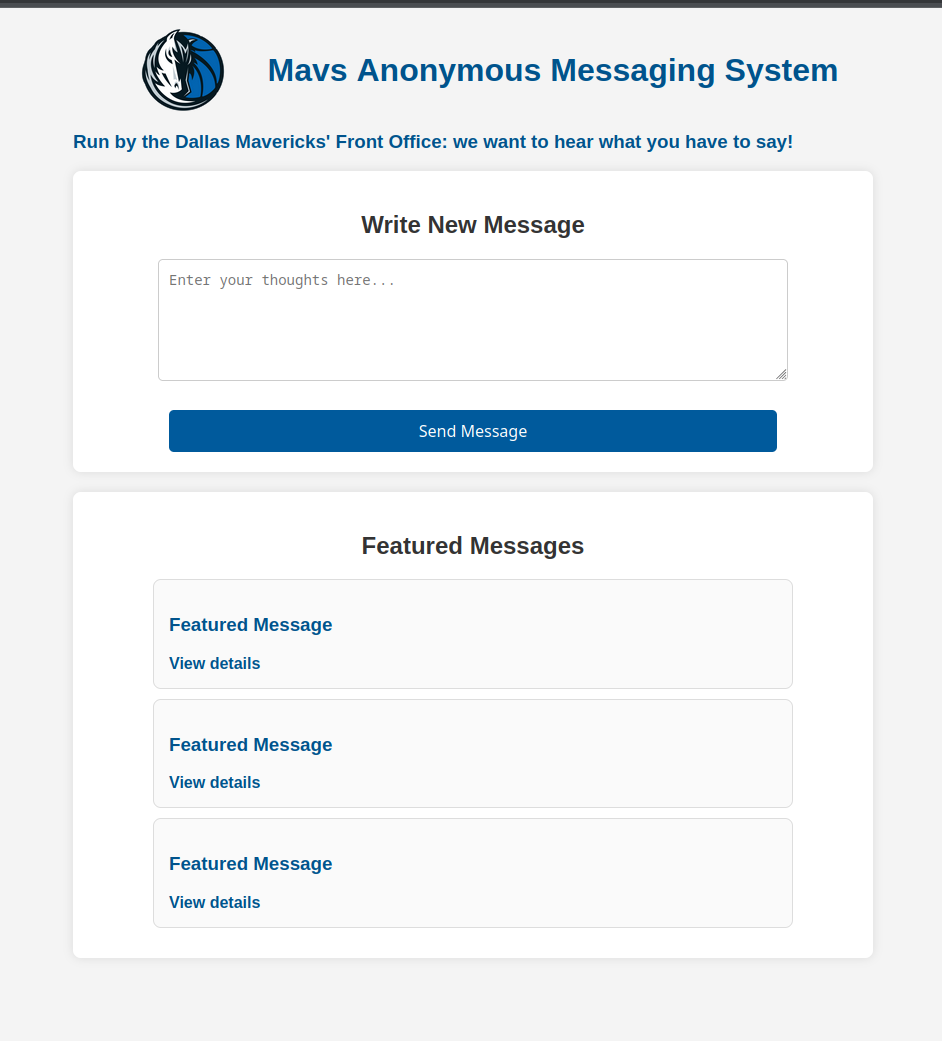 Mavs Anonymous Messaging System
Run by the Dallas Mavericks' Front Office: we want to hear what you have to say!
Write New Message
Enter your thoughts here...
Send Message
Featured Messages
Featured Message
View details
Featured Message
View details
Featured Message
View details